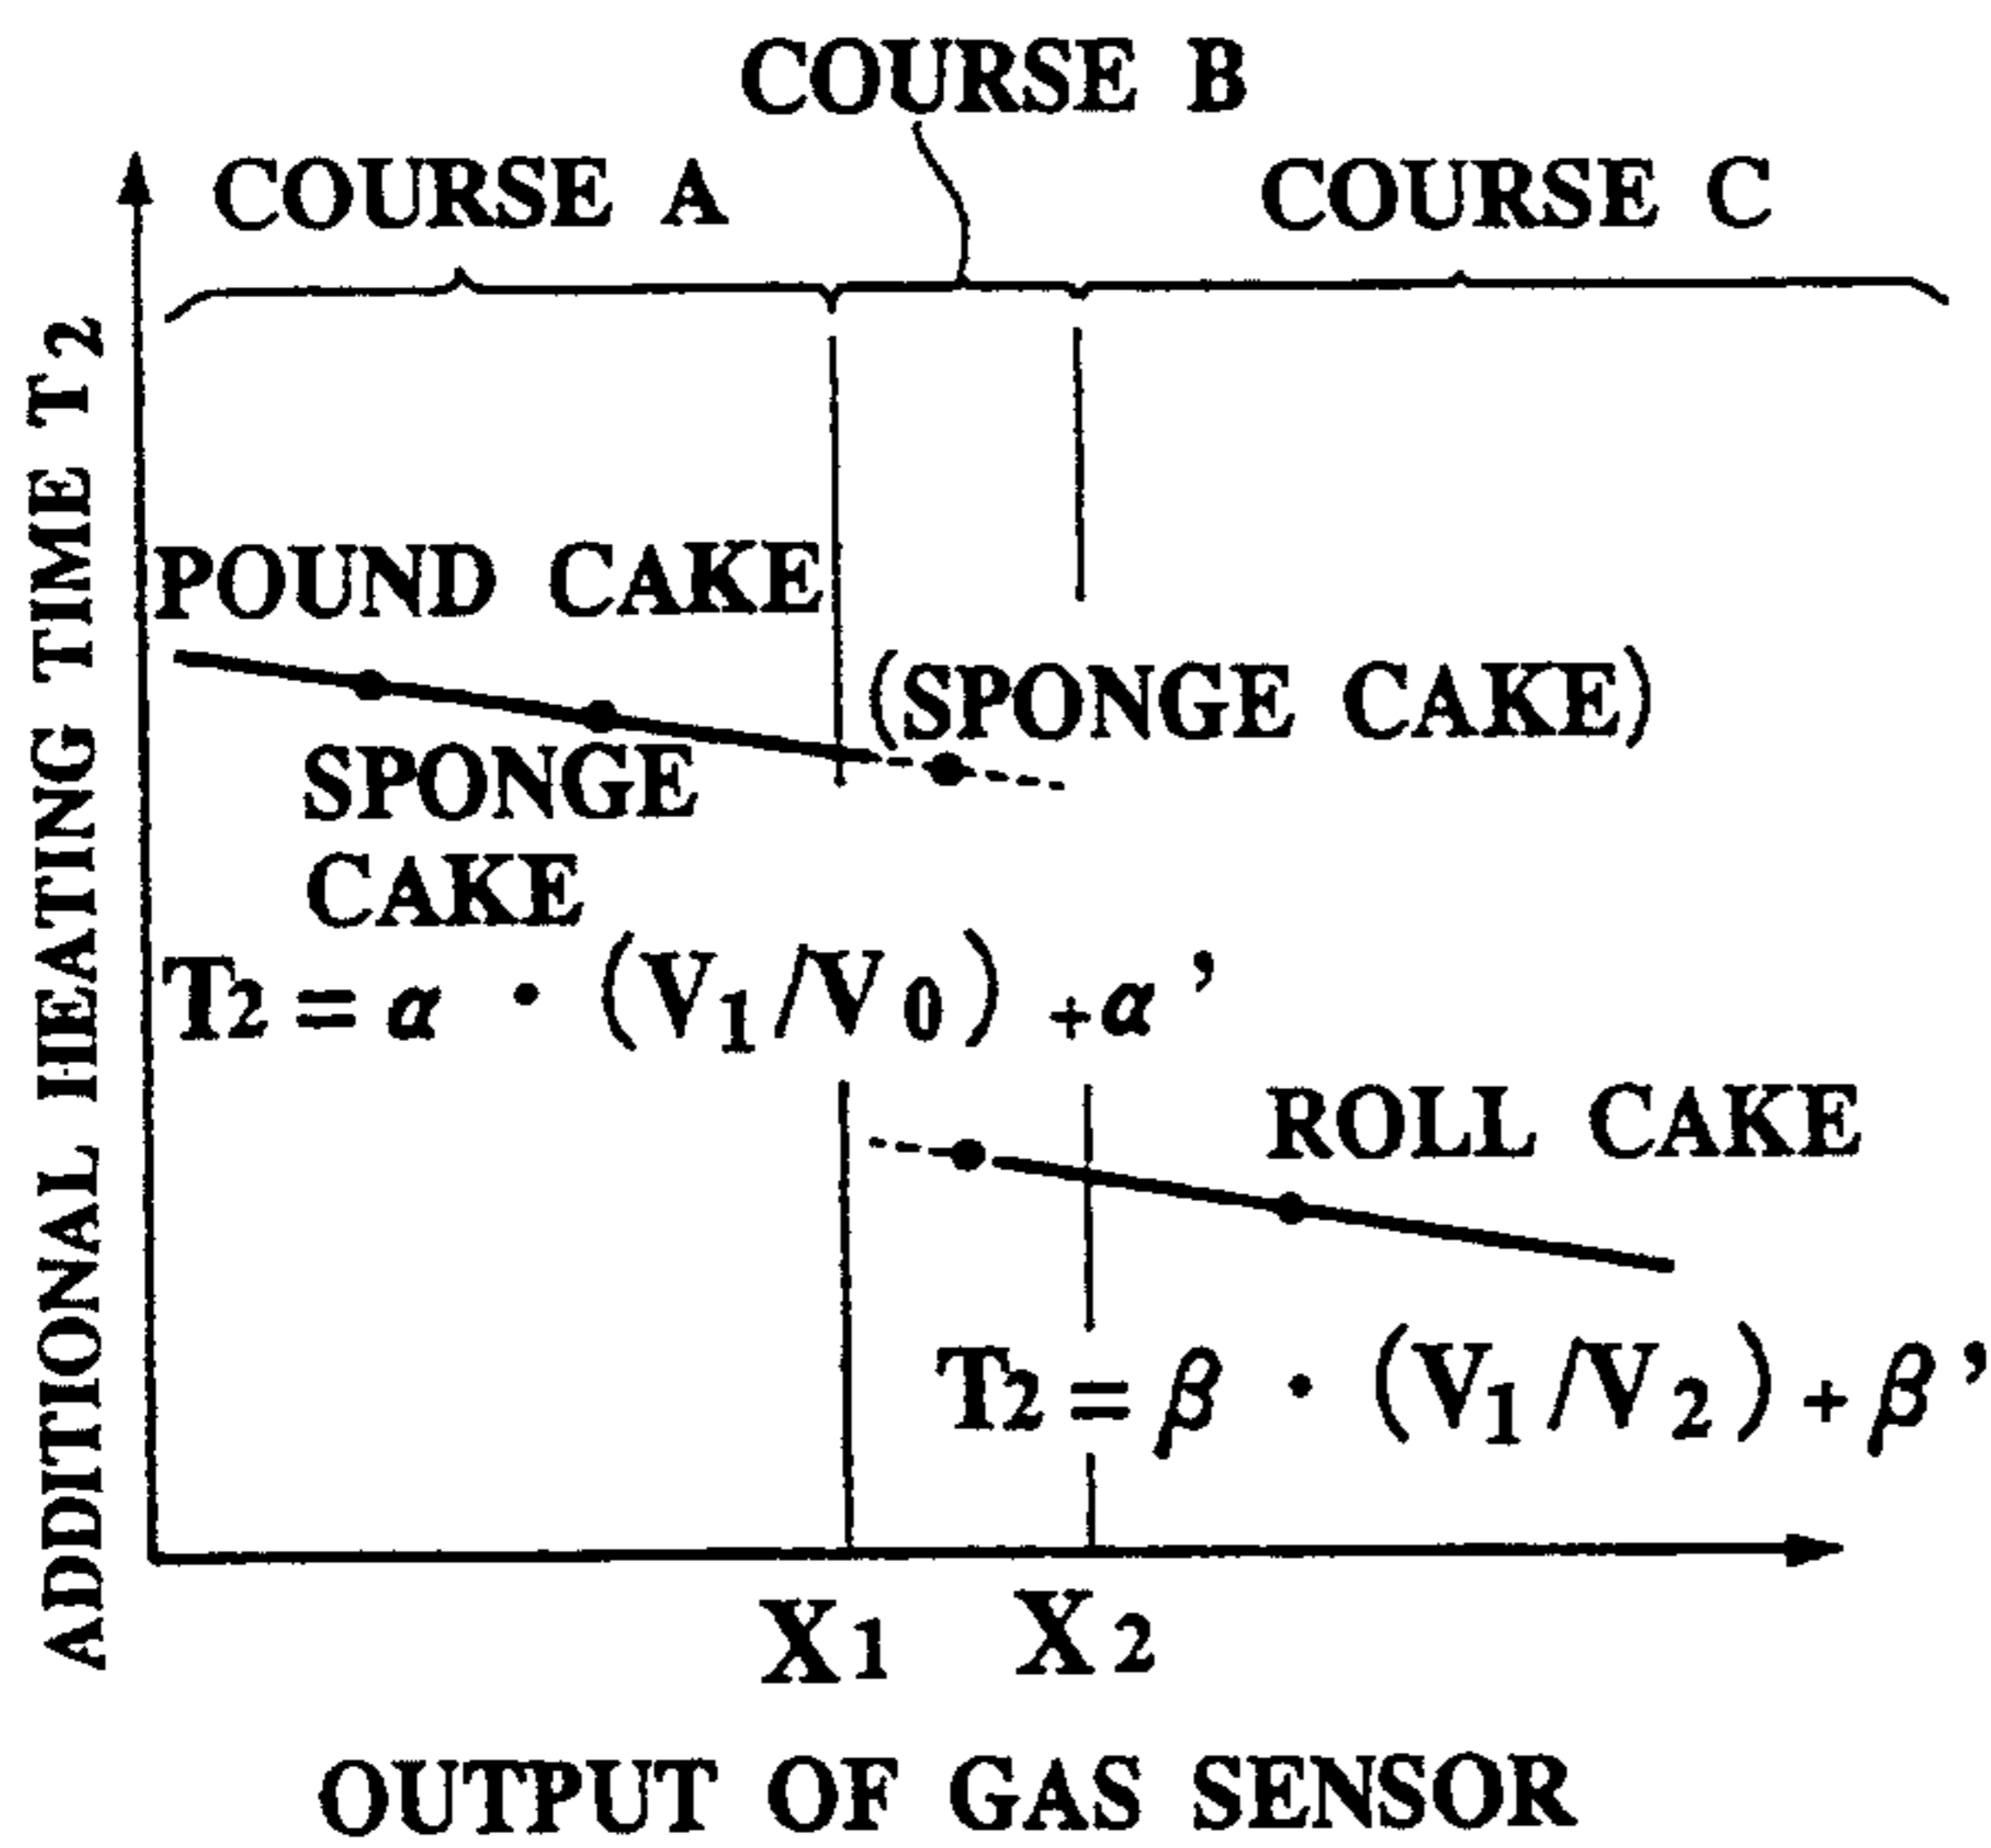 COURSE B
COURSE A
COURSE C
ADDITIONAL HEATING TIME T2
POUND CAKE
(SPONGE CAKE)
SPONGE
CAKE
T2 = α · (V1/V0) + α'
ROLL CAKE
T2 = β · (V1/V2) + β'
X1 X2
OUTPUT OF GAS SENSOR